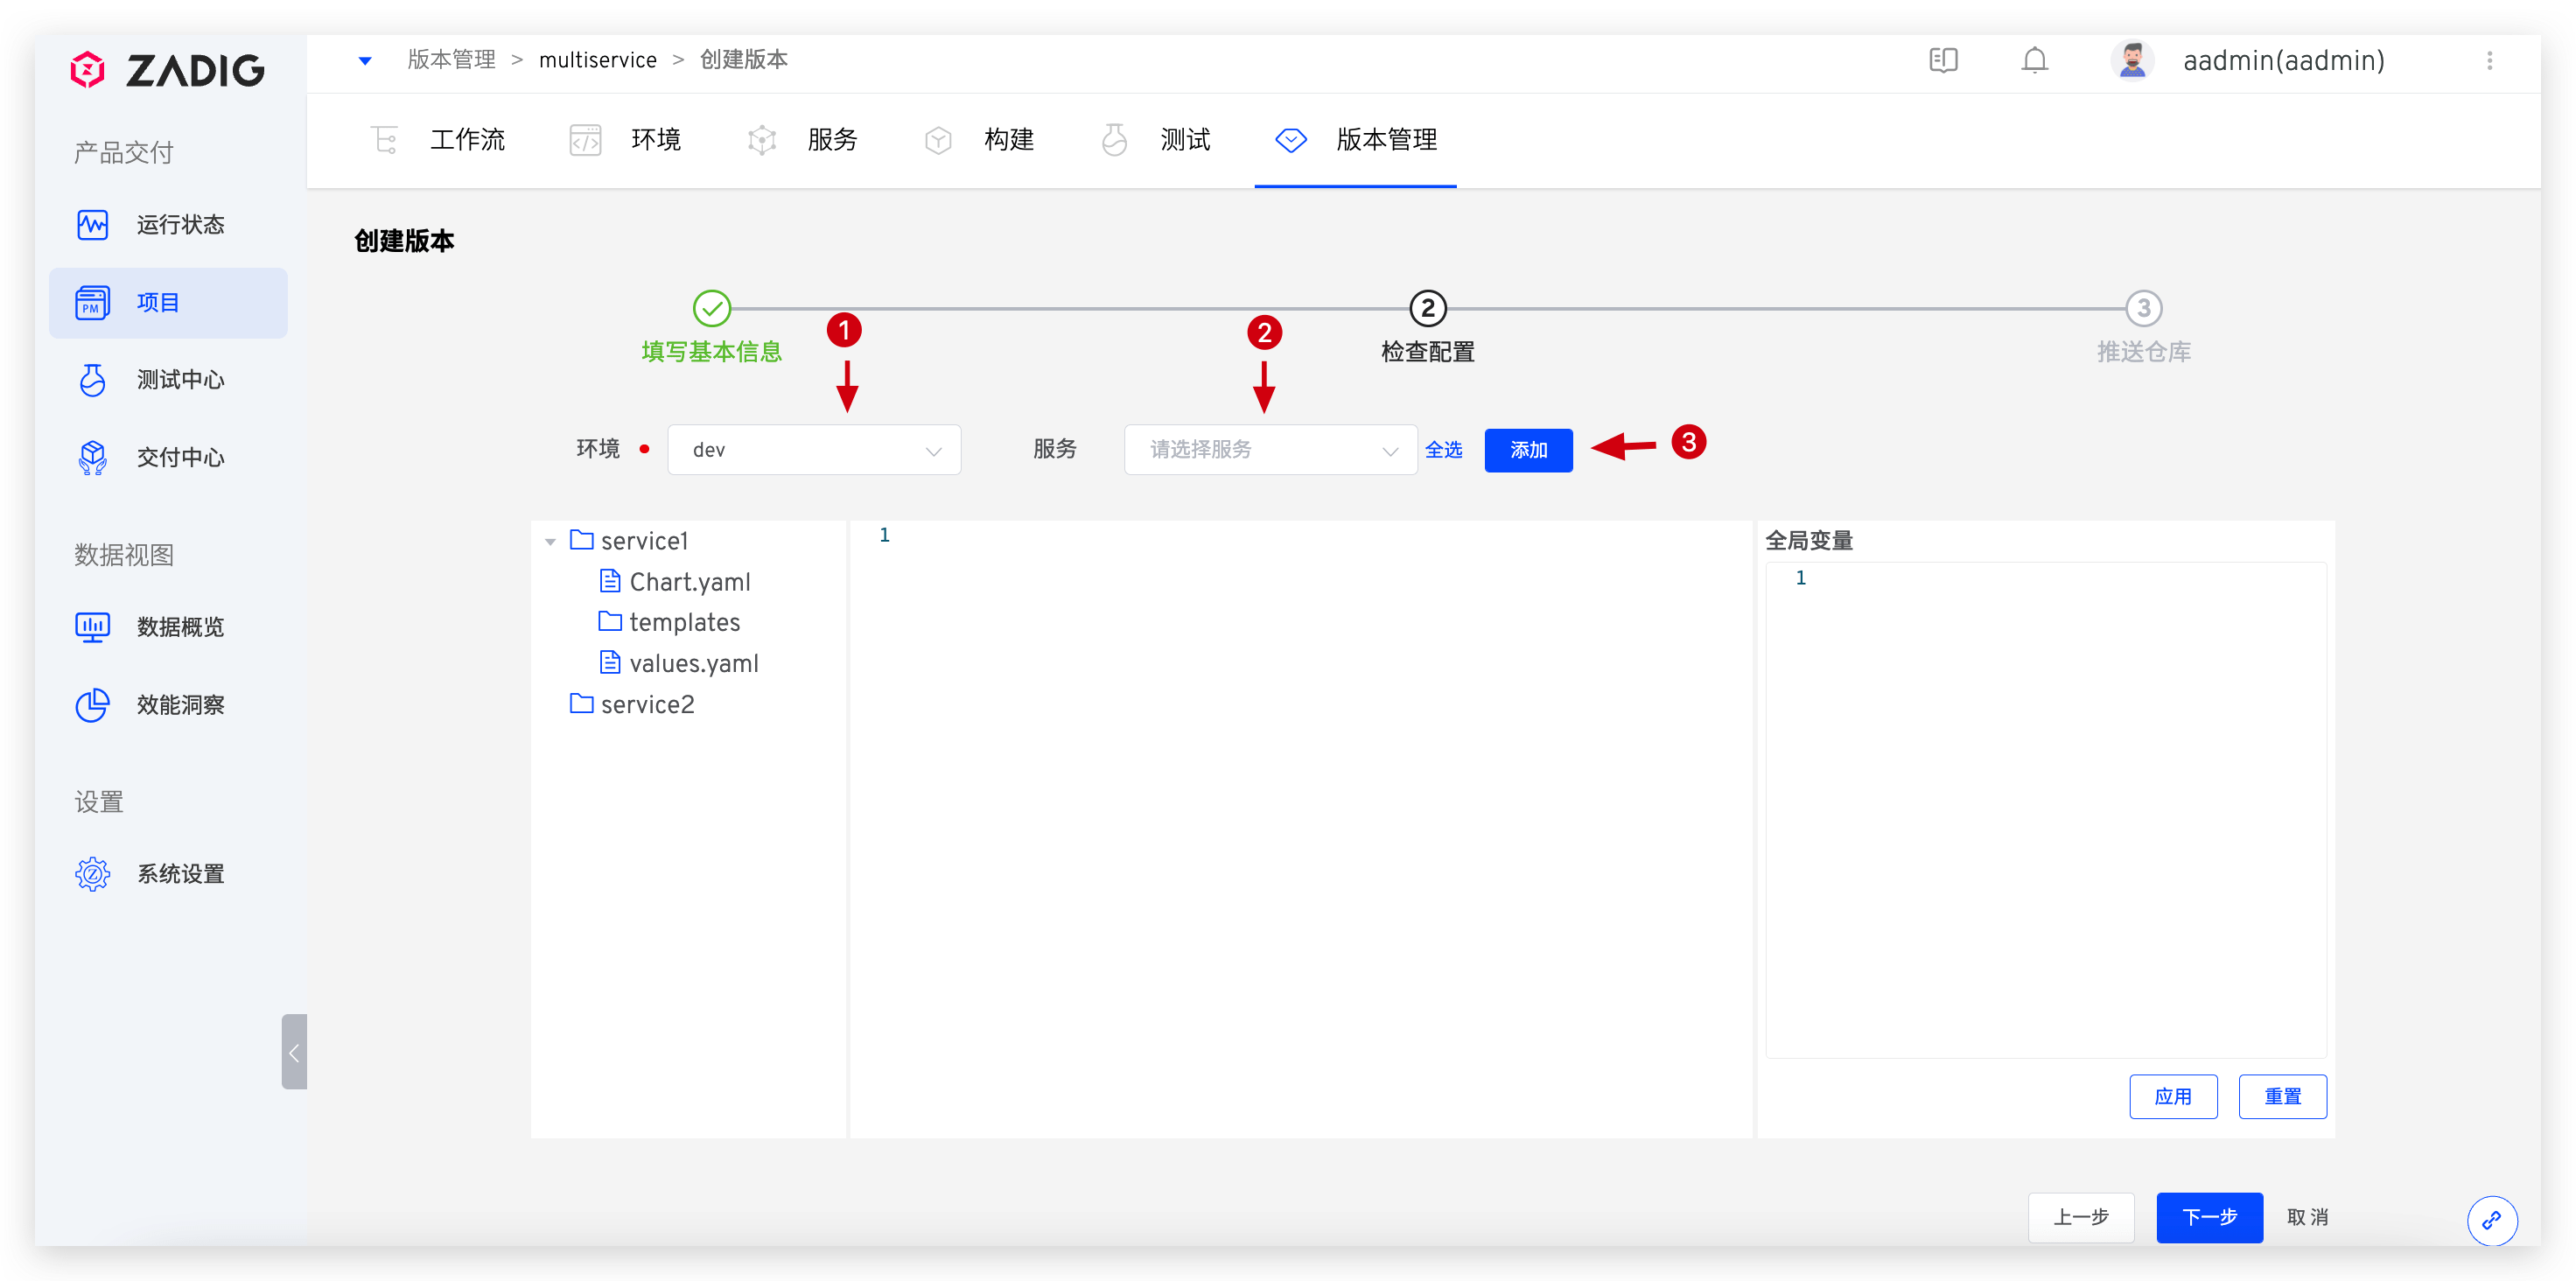 ZADIG
版本管理 > multiservice > 创建版本
aadmin(aadmin)
产品交付
运行状态
PM
项目
测试中心
交付中心
数据视图
数据概览
效能洞察
设置
系统设置
工作流
环境
服务
构建
测试
版本管理
创建版本
填写基本信息
2
检查配置
3
推送仓库
1
2
环境
dev
服务
请选择服务
全选
添加
3
service1
Chart.yaml
templates
values.yaml
service2
1
全局变量
1
应用
重置
上一步
下一步
取消